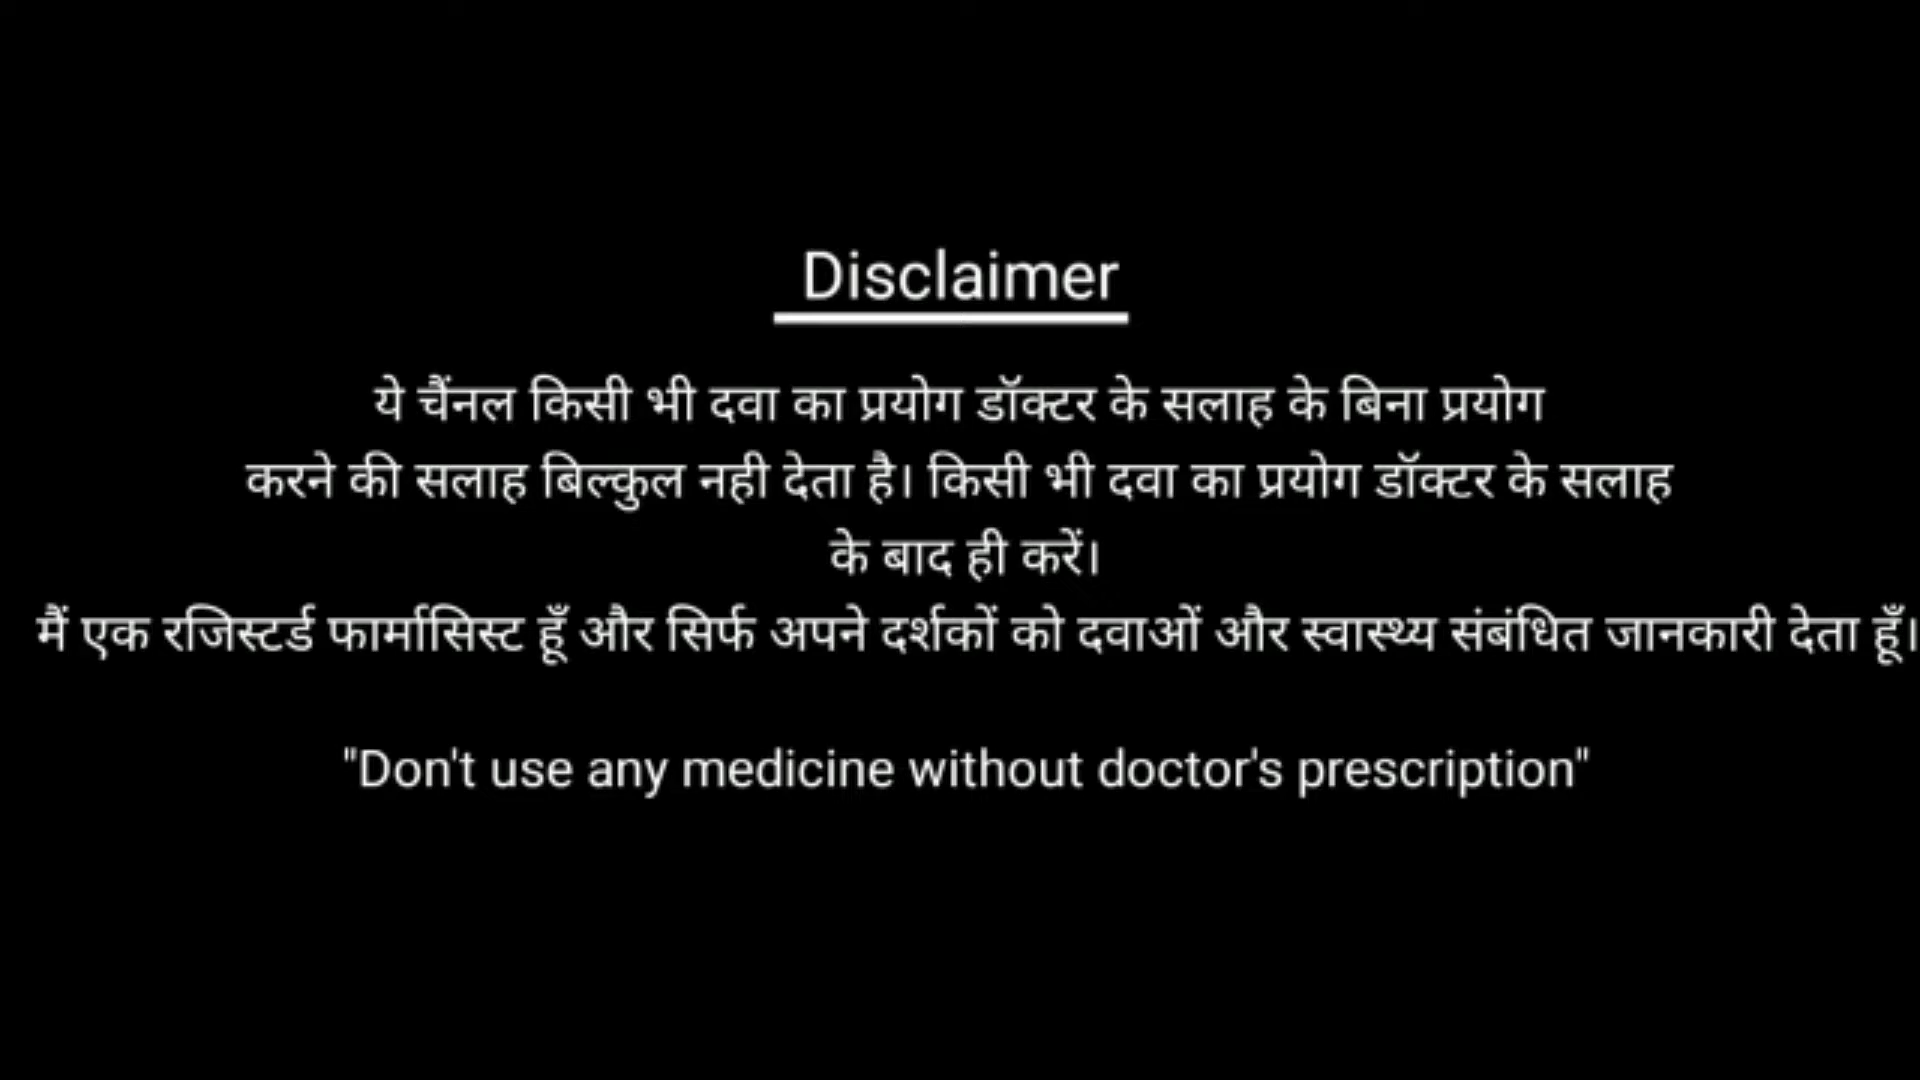 Disclaimer
ये चैंनल किसी भी दवा का प्रयोग डॉक्टर के सलाह के बिना प्रयोग
करने की सलाह बिल्कुल नही देता है। किसी भी दवा का प्रयोग डॉक्टर के सलाह
के बाद ही करें।
मैं एक रजिस्टर्ड फार्मासिस्ट हूँ और सिर्फ अपने दर्शकों को दवाओं और स्वास्थ्य संबंधित जानकारी देता हूँ।
"Don't use any medicine without doctor's prescription"